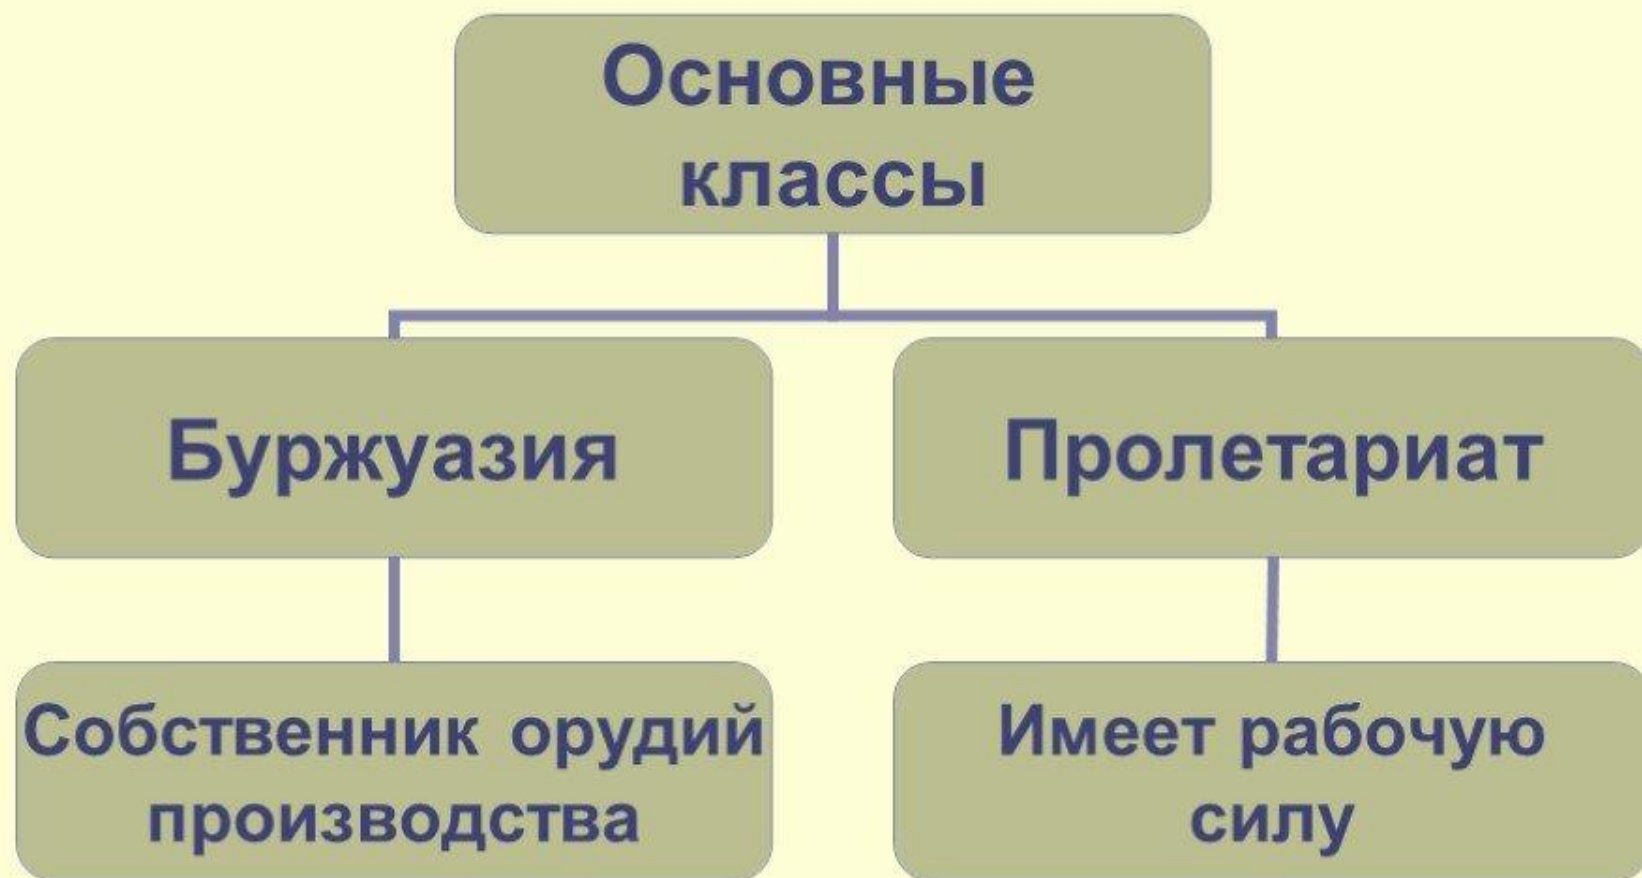 Основные
классы
Буржуазия
Пролетариат
Собственник орудий
производства
Имеет рабочую
силу